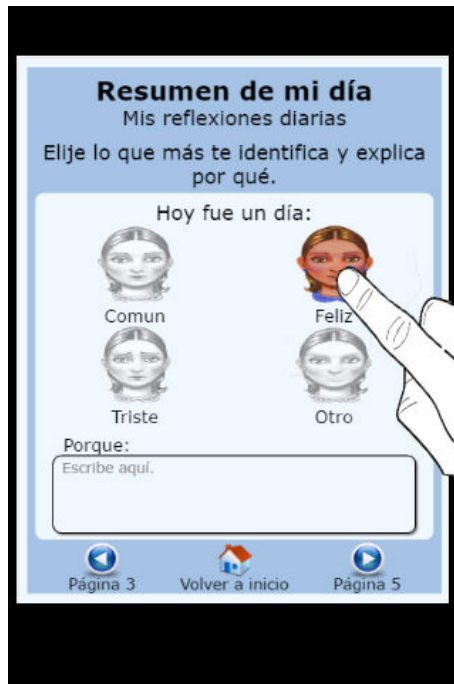 Resumen de mi día
Mis reflexiones diarias
Elije lo que más te identifica y explica
por qué.
Hoy fue un día:
Comun
Feliz
Triste
Otro
Porque:
Escribe aquí.
Página 3
Volver a inicio
Página 5